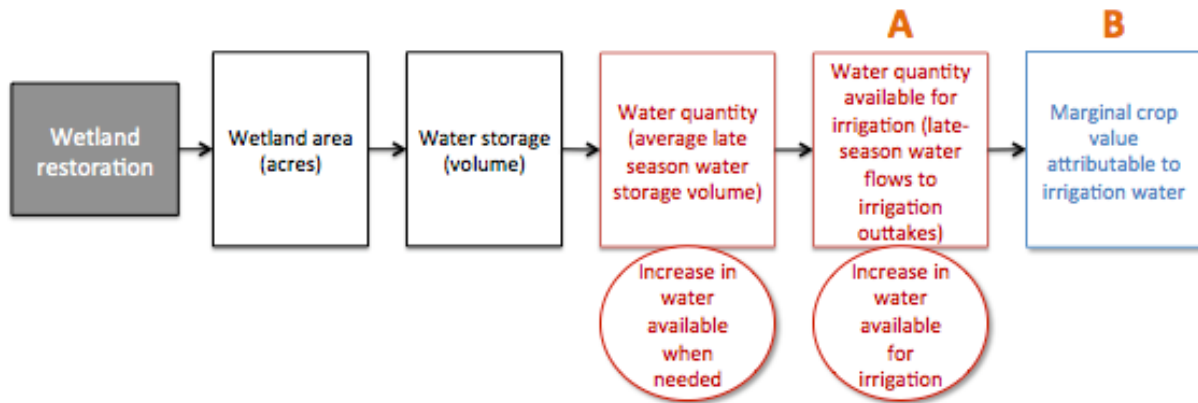 A
B
Wetland
restoration
Wetland area
(acres)
Water storage
(volume)
Water quantity
(average late
season water
storage volume)
Water quantity
available for
irrigation (late-
season water
flows to
irrigation
outtakes)
Marginal crop
value
attributable to
irrigation water
Increase in
water
available
when
needed
Increase in
water
available
for
irrigation